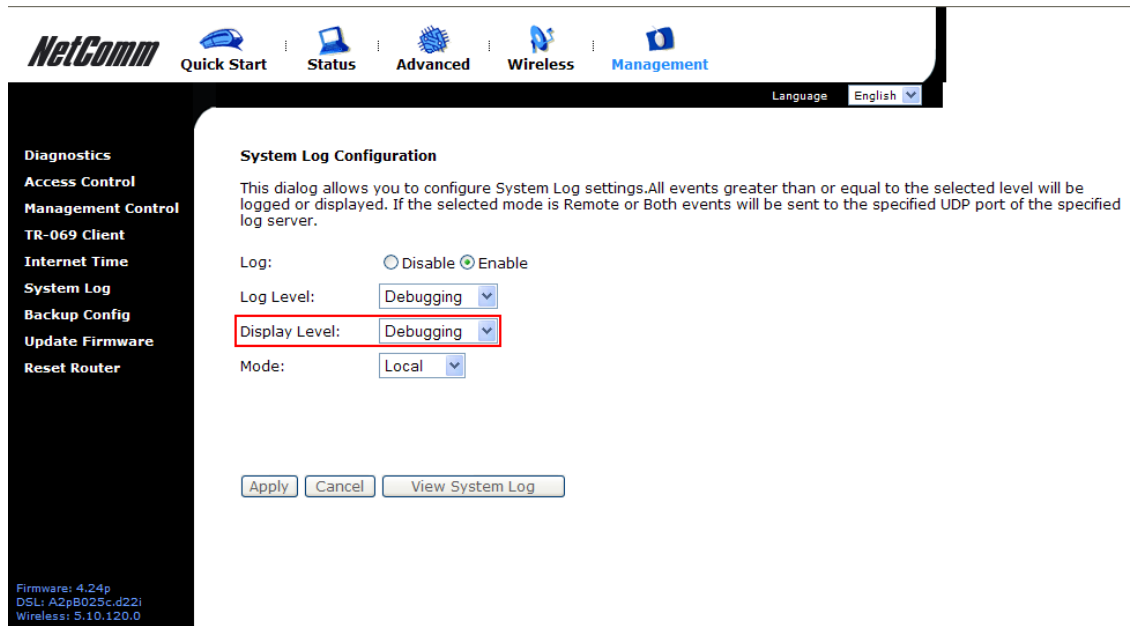 NetComm
Quick Start
Status
Advanced
Wireless
Management
Language English
Diagnostics
Access Control
Management Control
TR-069 Client
Internet Time
System Log
Backup Config
Update Firmware
Reset Router
System Log Configuration
This dialog allows you to configure System Log settings.All events greater than or equal to the selected level will be
logged or displayed. If the selected mode is Remote or Both events will be sent to the specified UDP port of the specified
log server.
Log: Disable Enable
Log Level: Debugging
Display Level: Debugging
Mode: Local
Apply Cancel View System Log
Firmware: 4.24p
DSL: A2pB025c.d22i
Wireless: 5.10.120.0